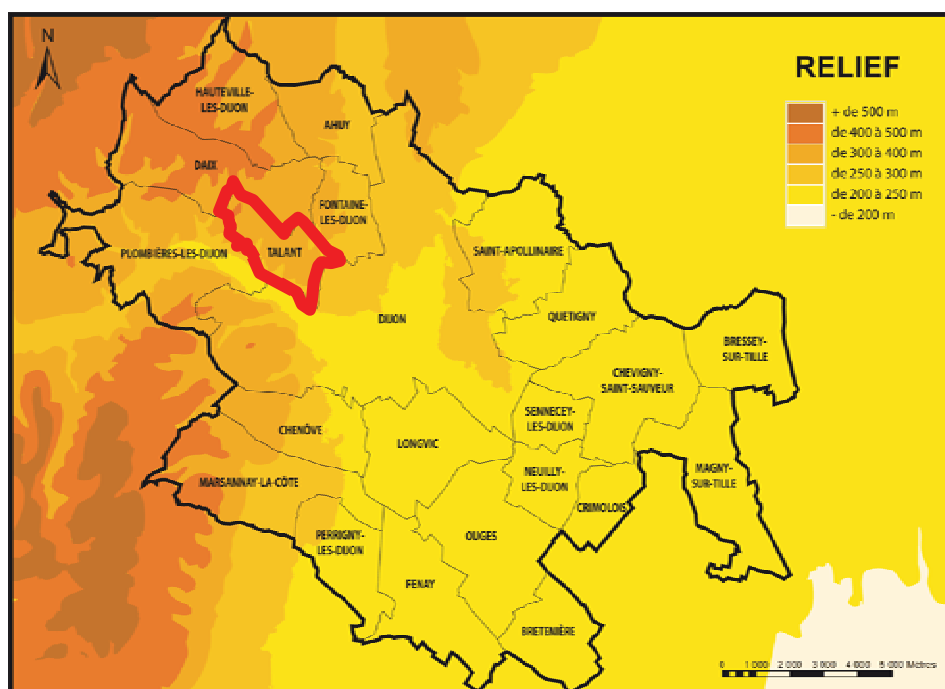 N
RELIEF
+ de 500 m
de 400 à 500 m
de 300 à 400 m
de 250 à 300 m
de 200 à 250 m
- de 200 m
HAUTEVILLE-
LES-DIJON
AHUY
DAIX
FONTAINE-
LES-DIJON
PLOMBIÈRES-LES-DIJON
TALANT
SAINT-APOLLINAIRE
DIJON
QUETIGNY
BRESSEY-
SUR-TILLE
CHEVIGNY-
SAINT-SAUVEUR
SENNECEY-
LES-DIJON
CHENÔVE
LONGVIC
NEUILLY-
LES-DIJON
MAGNY-
SUR-TILLE
MARSANNAY-LA-CÔTE
CRIMOLOIS
PERRIGNY-
LES-DIJON
OUGES
FENAY
BRETENIÈRE
0 1 000 2 000 3 000 4 000 5 000 Mètres